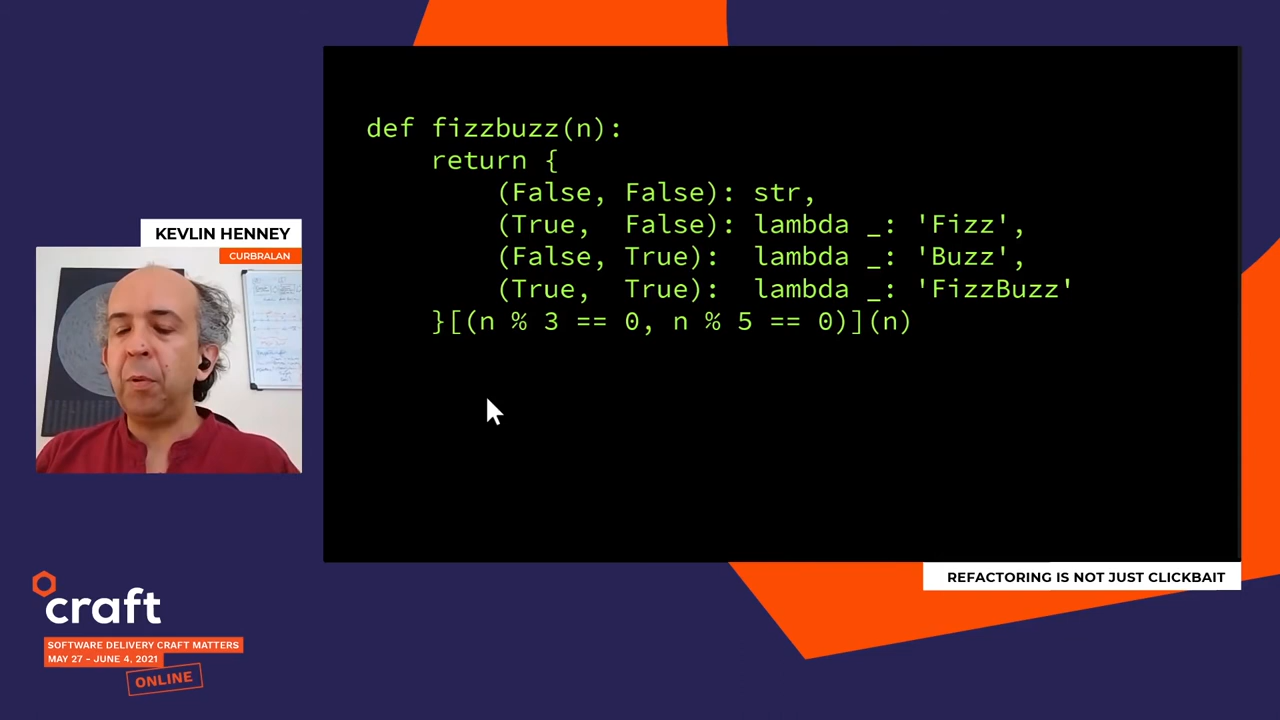 def fizzbuzz(n):
    return {
        (False, False): str,
        (True,  False): lambda _: 'Fizz',
        (False, True):  lambda _: 'Buzz',
        (True,  True):  lambda _: 'FizzBuzz'
    }[(n % 3 == 0, n % 5 == 0)](n)
KEVLIN HENNEY
CURBRALAN
REFACTORING IS NOT JUST CLICKBAIT
craft
SOFTWARE DELIVERY CRAFT MATTERS
MAY 27 - JUNE 4, 2021
ONLINE